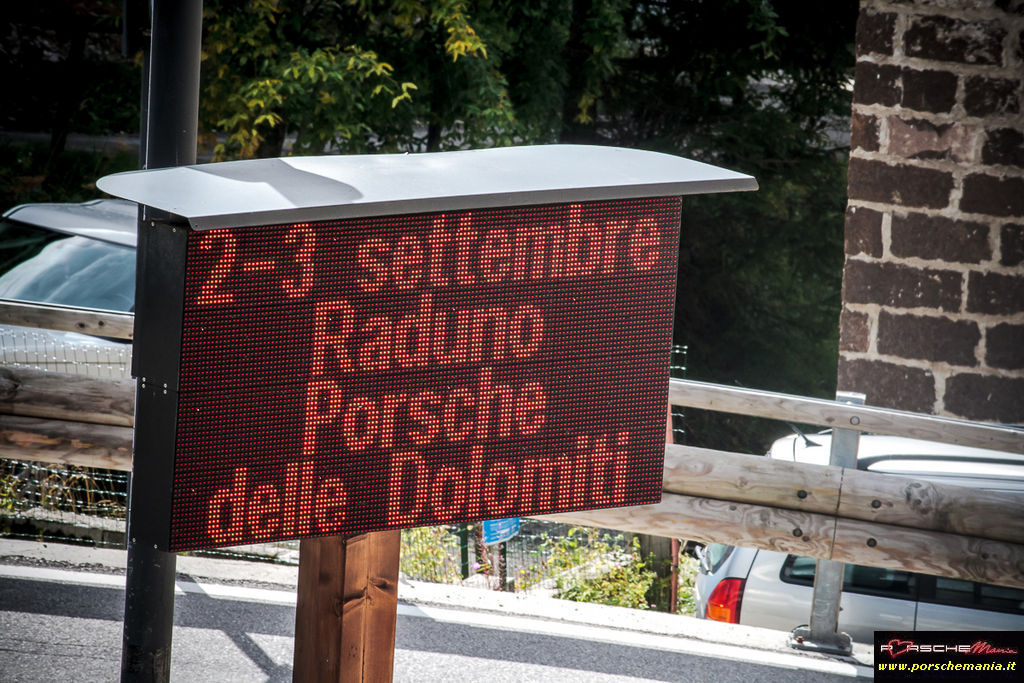 2-3 settembre
Raduno
Porsche
delle Dolomiti
PORSCHEMania
www.porschemania.it